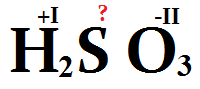 +I ? -II
H₂S O₃